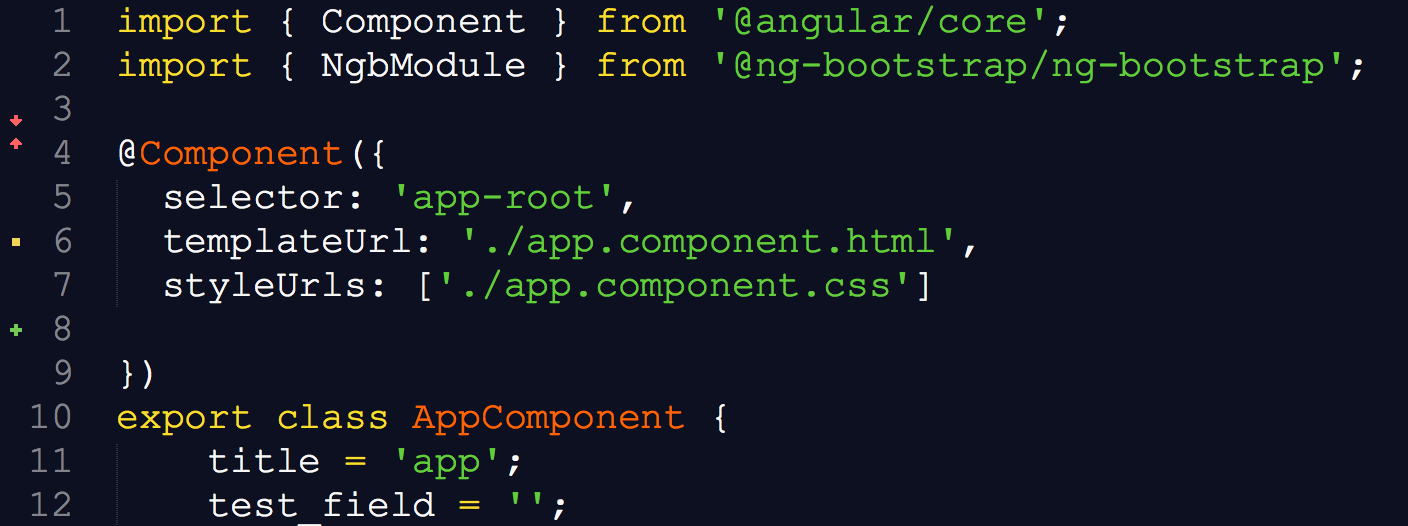 1 import { Component } from '@angular/core';
2 import { NgbModule } from '@ng-bootstrap/ng-bootstrap';
3
4 @Component({
5   selector: 'app-root',
6   templateUrl: './app.component.html',
7   styleUrls: ['./app.component.css']
8
9 })
10 export class AppComponent {
11     title = 'app';
12     test_field = '';